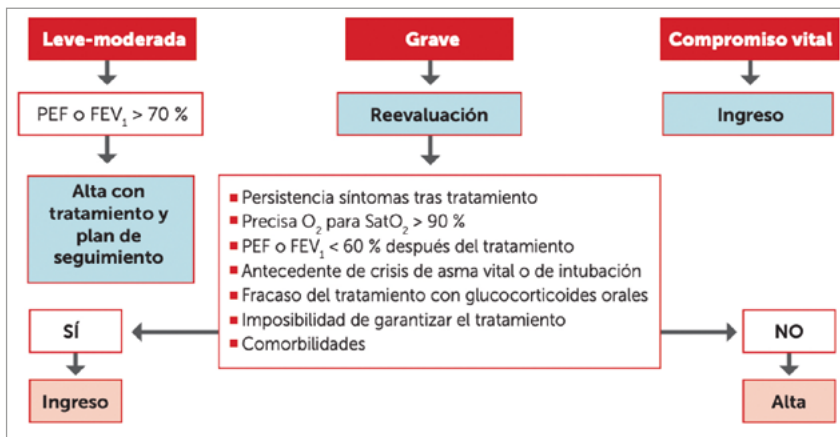 Leve-moderada
Grave
Compromiso vital
PEF o FEV₁ > 70 %
Reevaluación
Ingreso
Alta con
tratamiento y
plan de
seguimiento
■ Persistencia síntomas tras tratamiento
■ Precisa O₂ para SatO₂ > 90 %
■ PEF o FEV₁ < 60 % después del tratamiento
■ Antecedente de crisis de asma vital o de intubación
■ Fracaso del tratamiento con glucocorticoides orales
■ Imposibilidad de garantizar el tratamiento
■ Comorbilidades
SÍ
NO
Ingreso
Alta